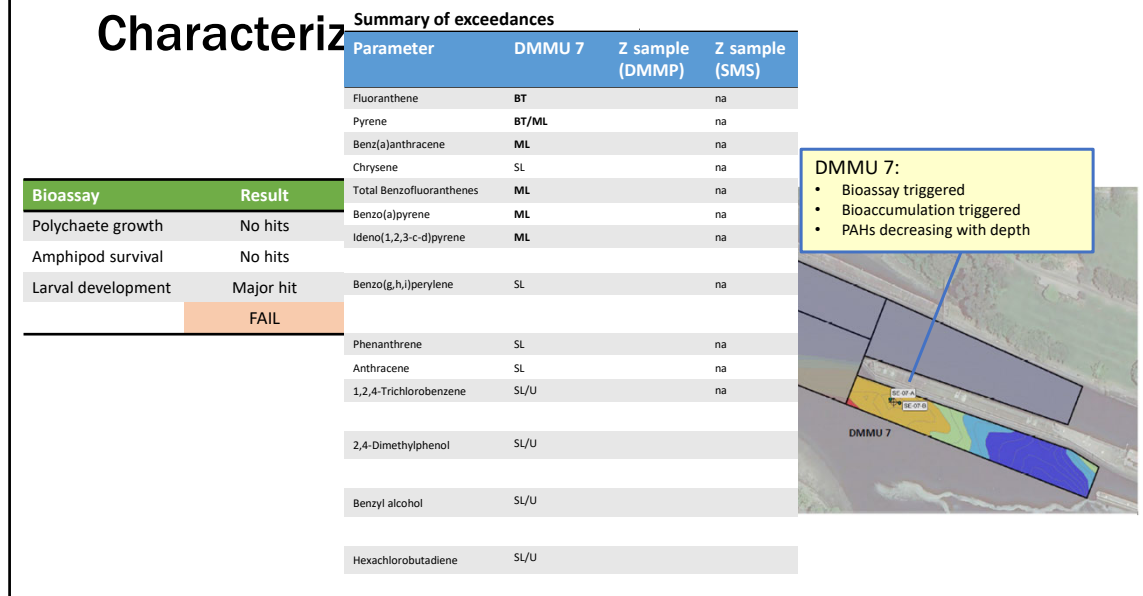 Characteriz
Summary of exceedances
Parameter DMMU 7 Z sample (DMMP) Z sample (SMS)
Fluoranthene BT na
Pyrene BT/ML na
Benz(a)anthracene ML na
Chrysene SL na
Total Benzofluoranthenes ML na
Benzo(a)pyrene ML na
Ideno(1,2,3-c-d)pyrene ML na
Benzo(g,h,i)perylene SL na
Phenanthrene SL na
Anthracene SL na
1,2,4-Trichlorobenzene SL/U na
2,4-Dimethylphenol SL/U
Benzyl alcohol SL/U
Hexachlorobutadiene SL/U
Bioassay Result
Polychaete growth No hits
Amphipod survival No hits
Larval development Major hit
FAIL
DMMU 7:
• Bioassay triggered
• Bioaccumulation triggered
• PAHs decreasing with depth
SE-07-A
SE-07-B
DMMU 7